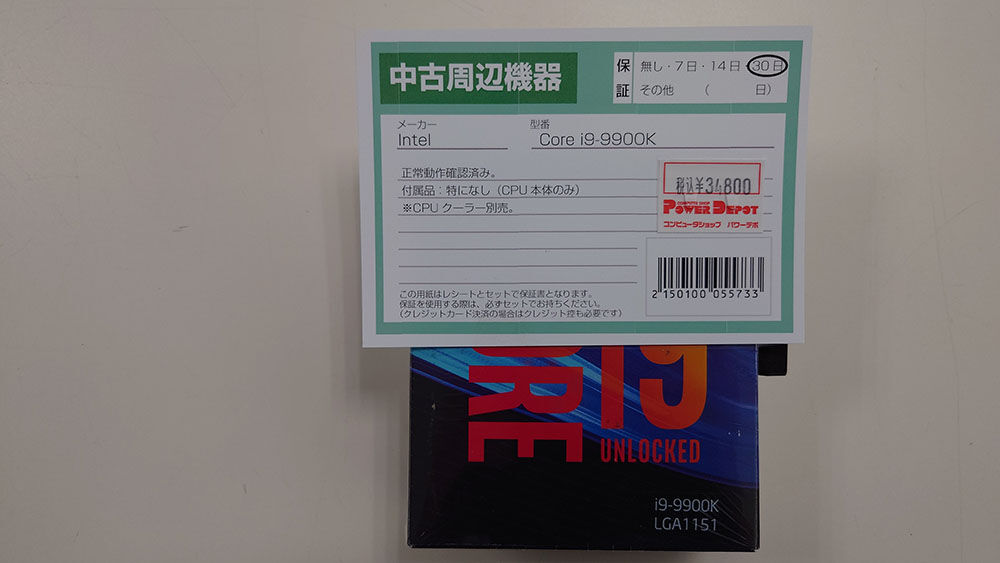 中古周辺機器
保証
無し・7日・14日・30日
その他 ( 日)
メーカー
Intel
型番
Core i9-9900K
正常動作確認済み。
付属品:特になし(CPU本体のみ)
※CPUクーラー別売。
税込¥34800
COMPUTER SHOP
POWER DEPOT
コンピュータショップ パワーデポ
2 150100 055733
この用紙はレシートとセットで保証書となります。
保証を使用する際は、必ずセットでお持ちください。
(クレジットカード決済の場合はクレジット控も必要です)
CORE
i9
UNLOCKED
i9-9900K
LGA1151